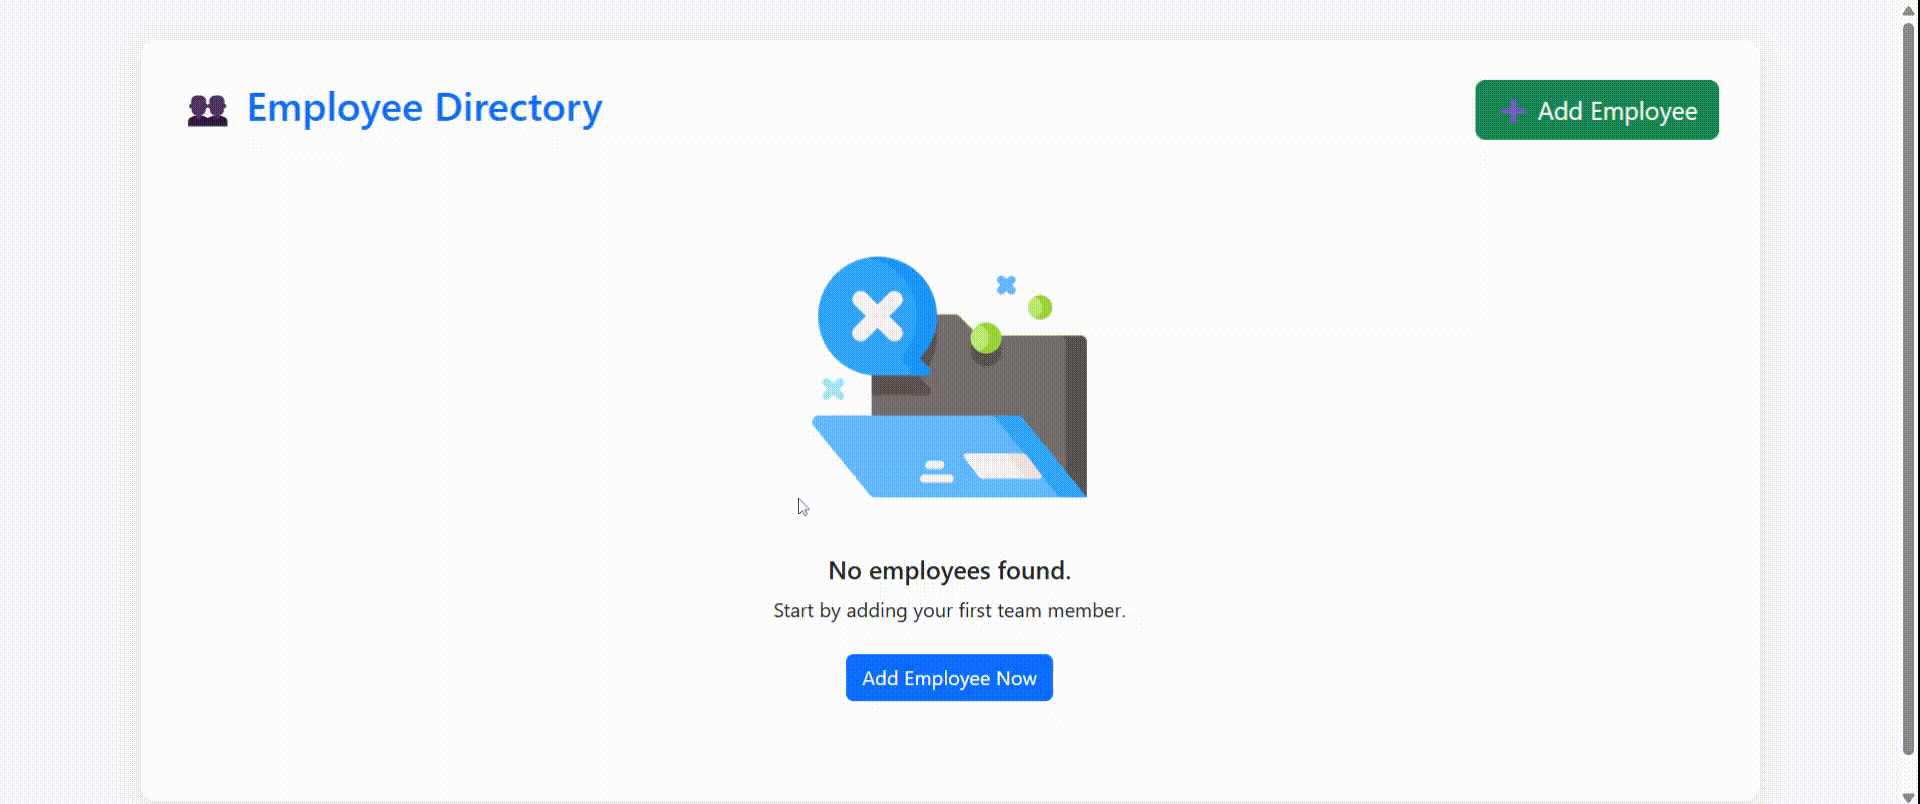 Employee Directory
Add Employee
No employees found.
Start by adding your first team member.
Add Employee Now